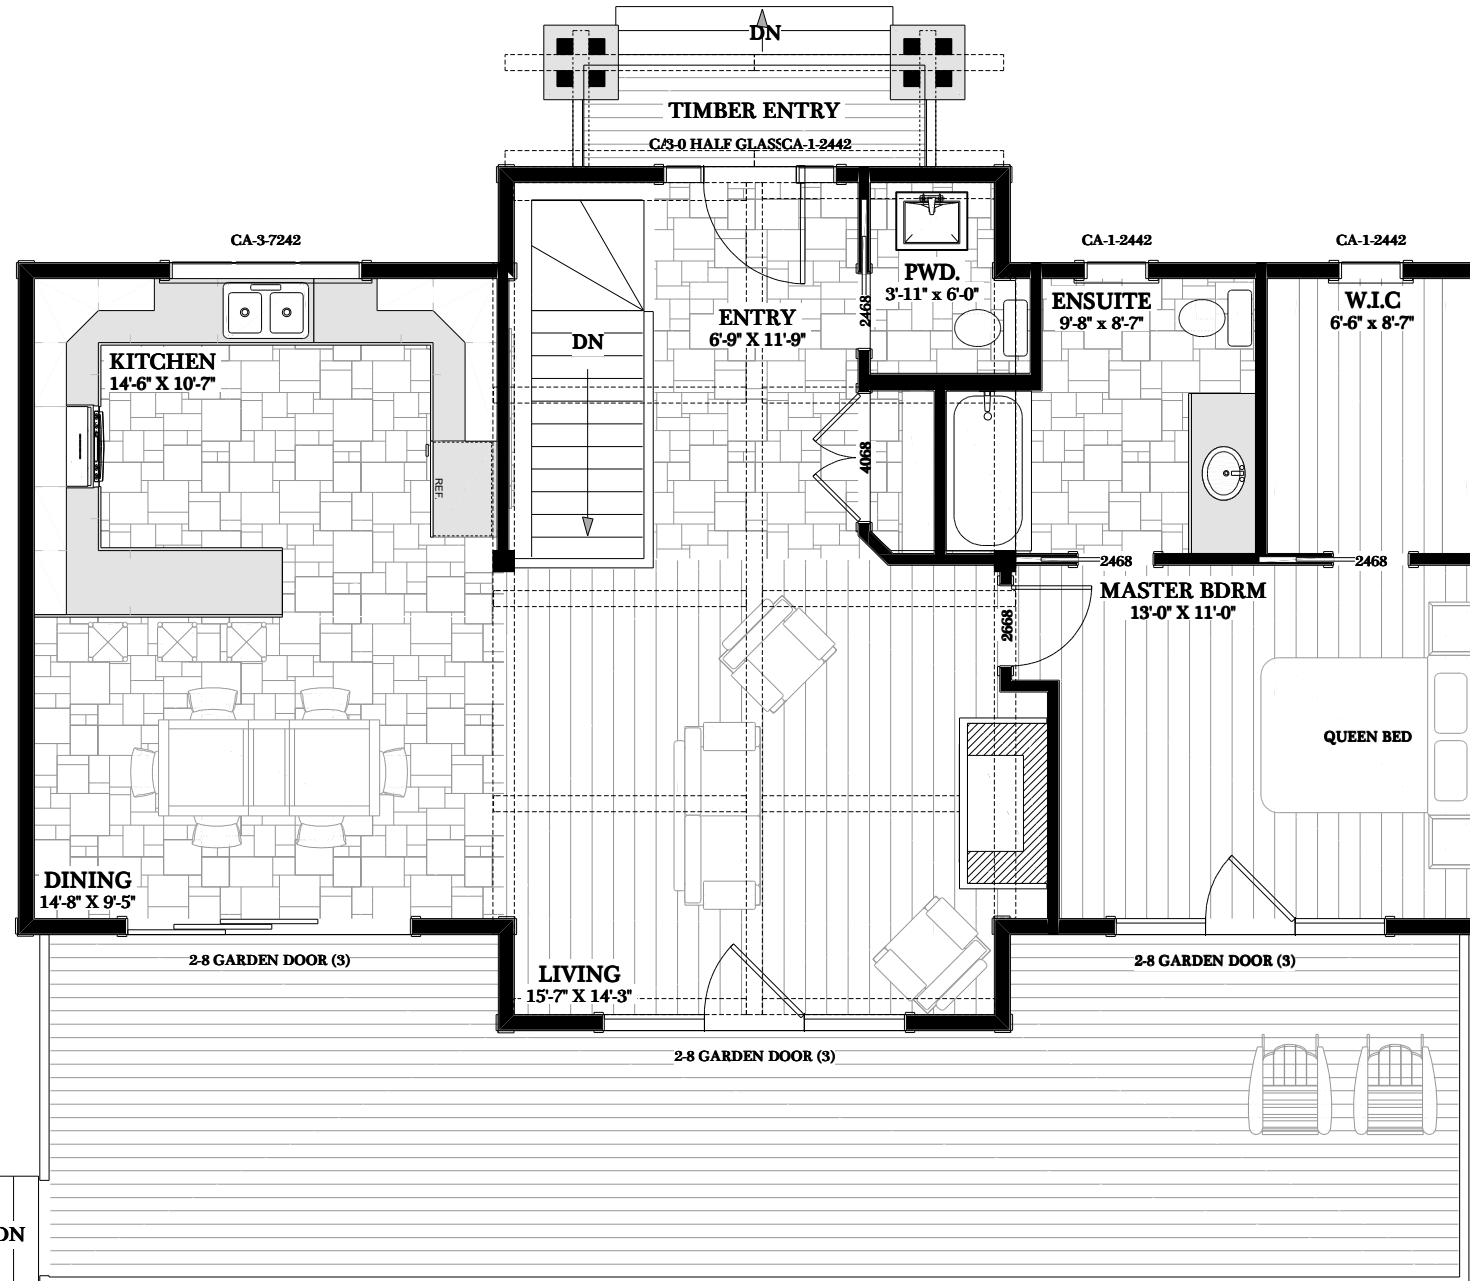 DN
TIMBER ENTRY
3-0 HALF GLASS
CA-1-2442
CA-3-7242
CA-1-2442
CA-1-2442
PWD.
3'-11" x 6'-0"
ENSUITE
9'-8" x 8'-7"
W.I.C
6'-6" x 8'-7"
2468
ENTRY
6'-9" X 11'-9"
DN
KITCHEN
14'-6" X 10'-7"
4068
REF.
2468
2468
MASTER BDRM
13'-0" X 11'-0"
2668
QUEEN BED
DINING
14'-8" X 9'-5"
2-8 GARDEN DOOR (3)
LIVING
15'-7" X 14'-3"
2-8 GARDEN DOOR (3)
2-8 GARDEN DOOR (3)
DN